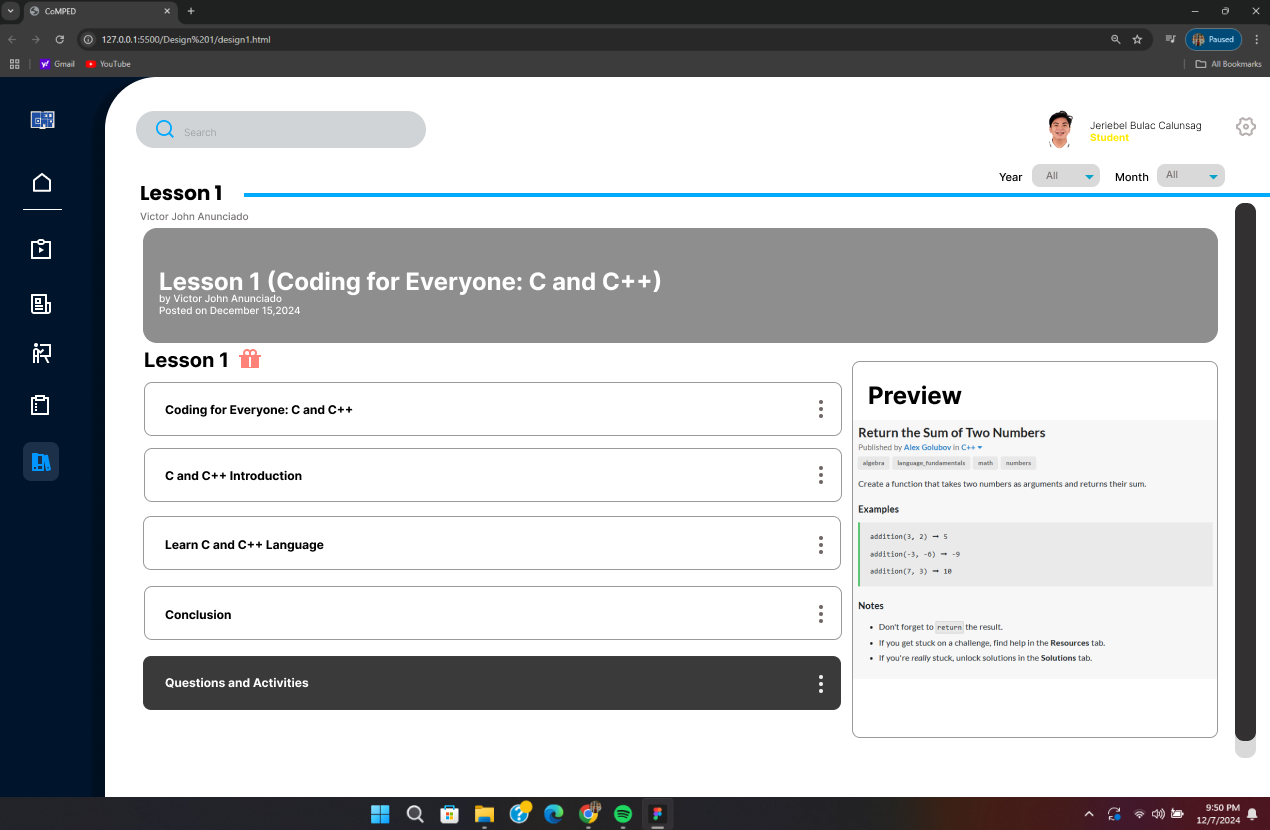 CoMPED
127.0.0.1:5500/Design%201/design1.html
Paused
Gmail
YouTube
All Bookmarks
Search
Jeriebel Bulac Calunsag
Student
Year
All
Month
All
Lesson 1
Victor John Anunciado
Lesson 1 (Coding for Everyone: C and C++)
by Victor John Anunciado
Posted on December 15,2024
Lesson 1
Coding for Everyone: C and C++
C and C++ Introduction
Learn C and C++ Language
Conclusion
Questions and Activities
Preview
Return the Sum of Two Numbers
Published by Alex Golubov in C++
algebra language_fundamentals math numbers
Create a function that takes two numbers as arguments and returns their sum.
Examples
addition(3, 2) ➞ 5
addition(-3, -6) ➞ -9
addition(7, 3) ➞ 10
Notes
• Don't forget to return the result.
• If you get stuck on a challenge, find help in the Resources tab.
• If you're really stuck, unlock solutions in the Solutions tab.
9:50 PM
12/7/2024